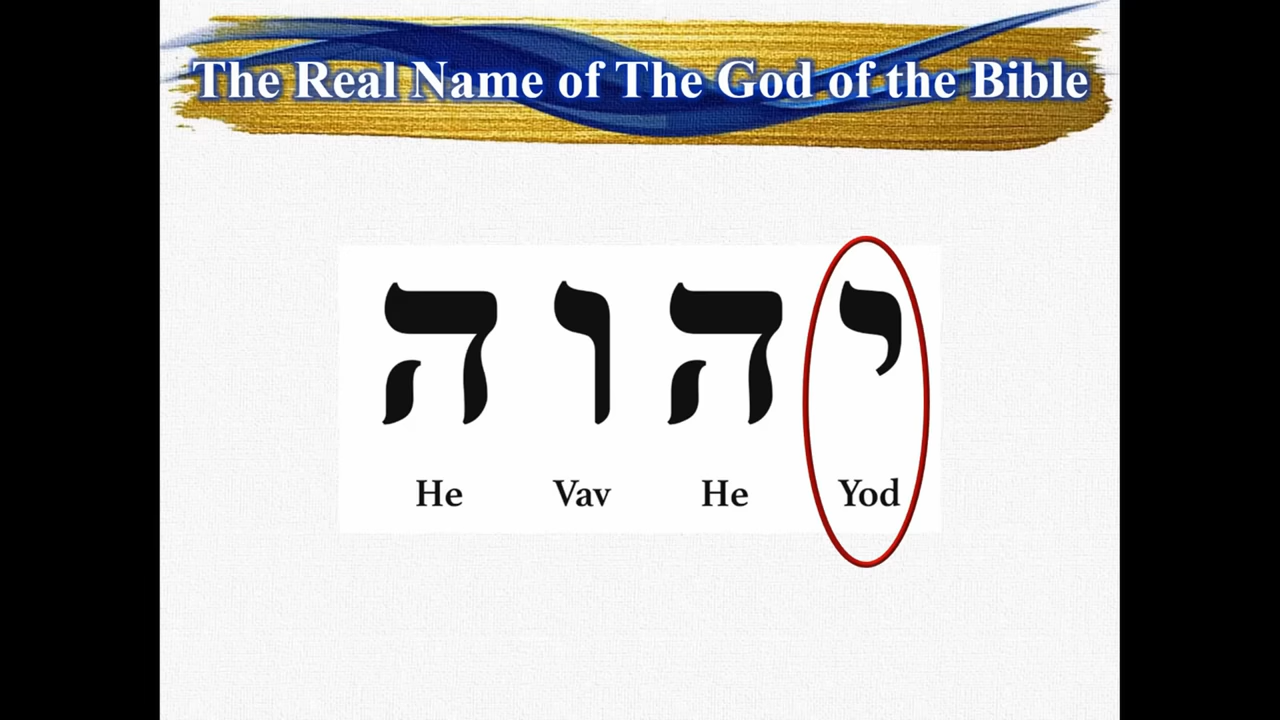 The Real Name of The God of the Bible
יהוה
He Vav He Yod